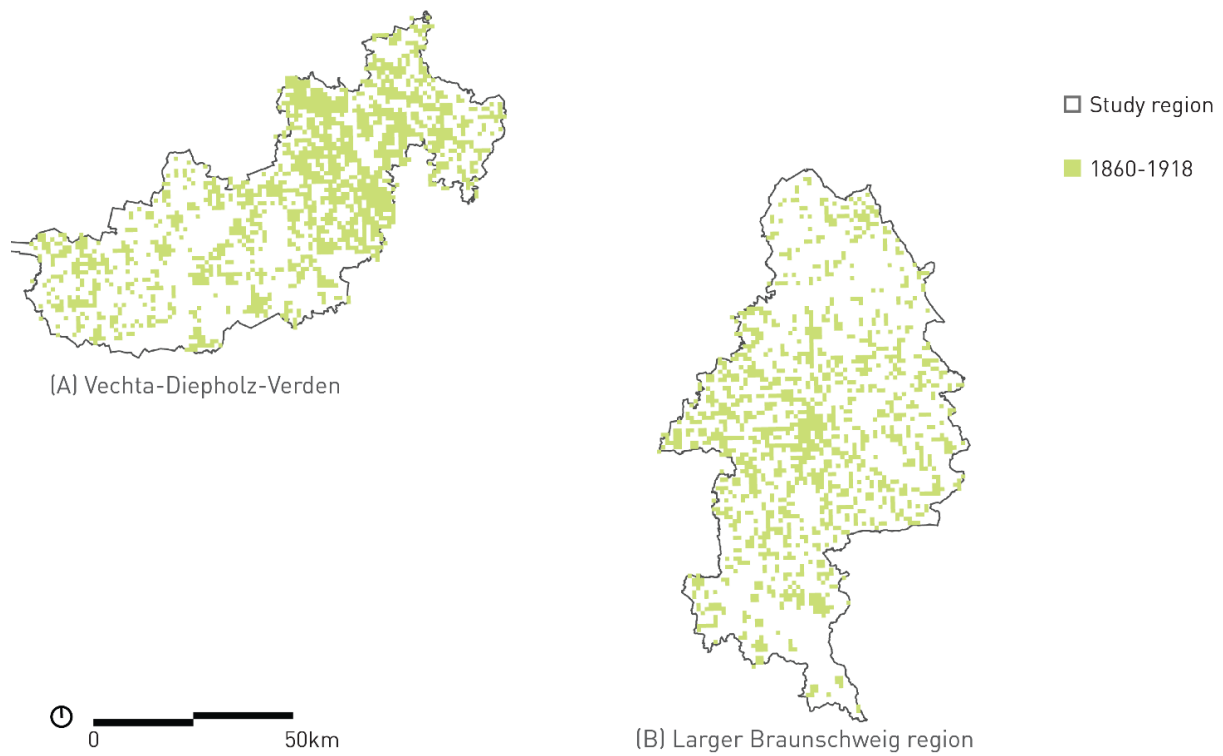 Study region
1860-1918
(A) Vechta-Diepholz-Verden
0 50km
(B) Larger Braunschweig region